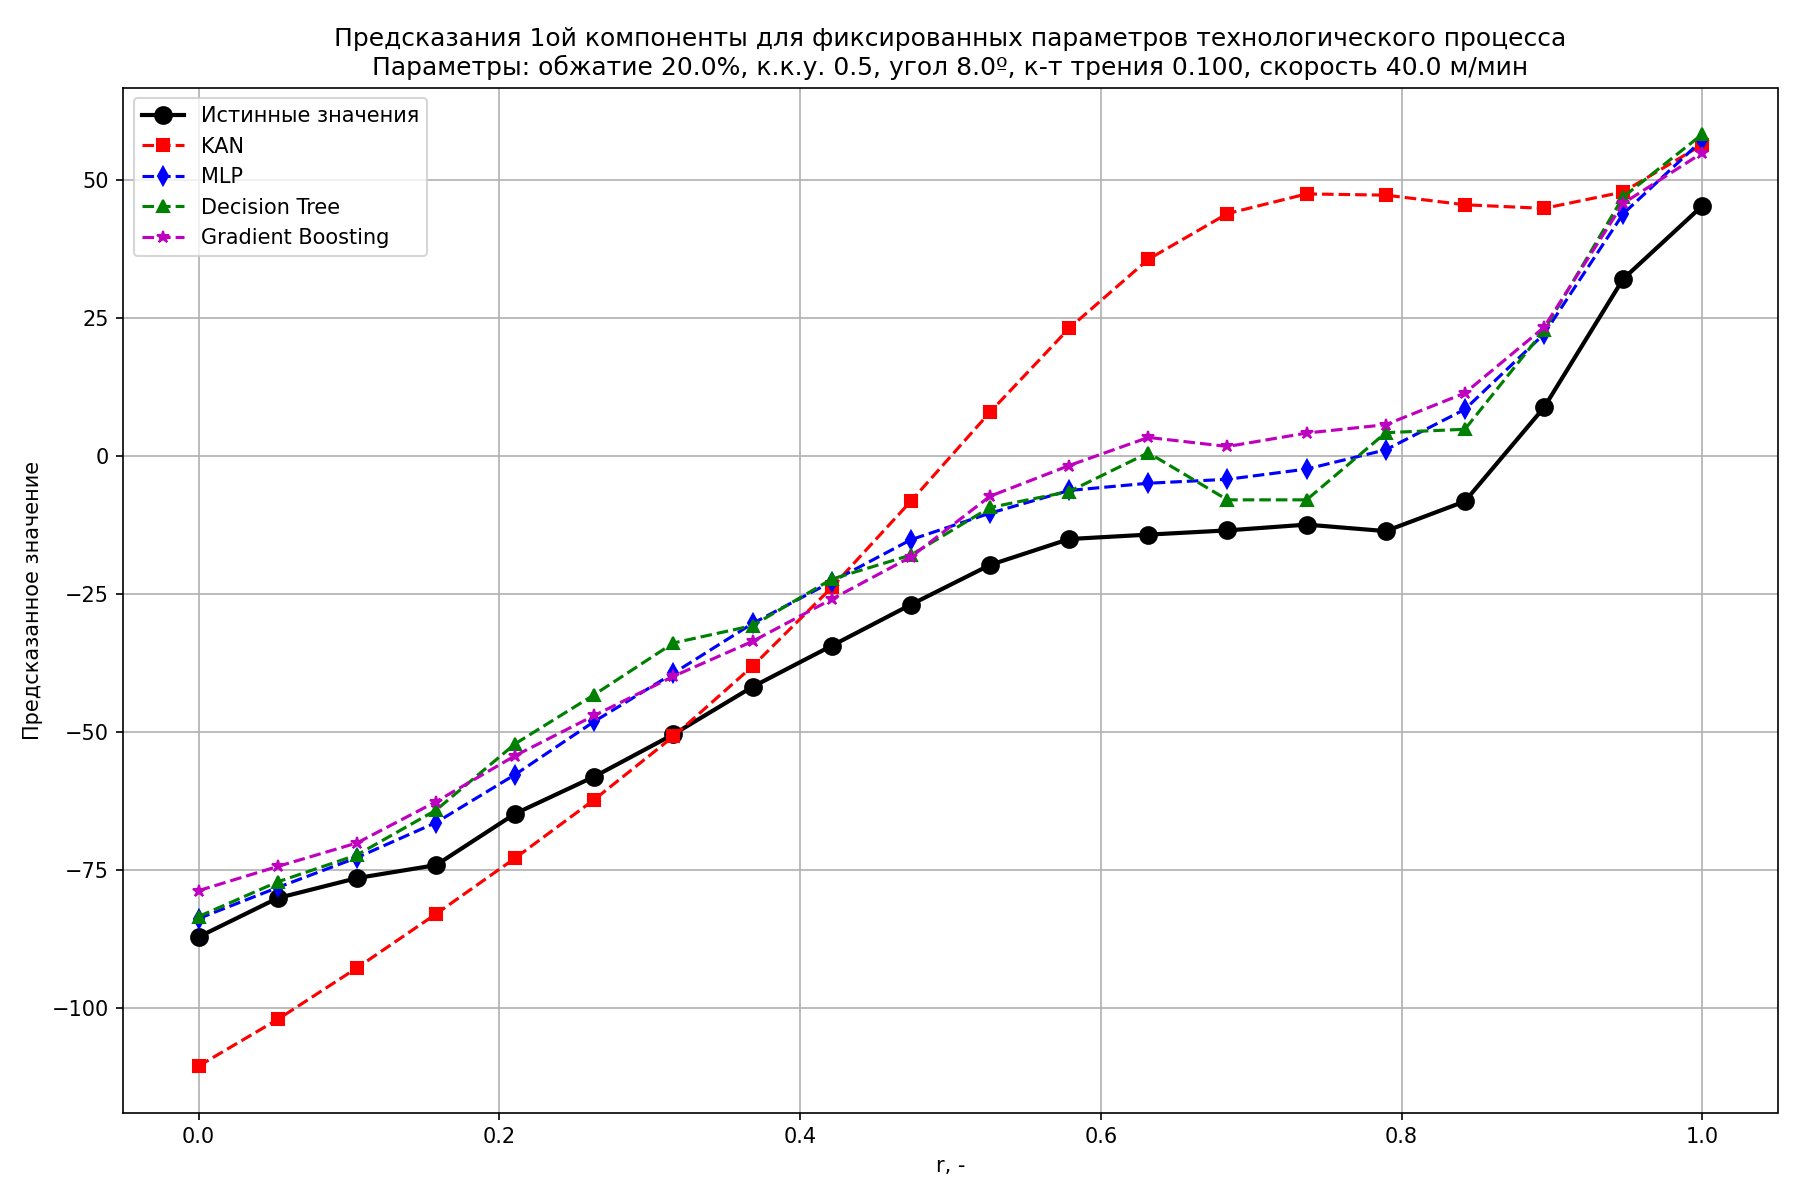 Предсказания 1ой компоненты для фиксированных параметров технологического процесса
Параметры: обжатие 20.0%, к.к.у. 0.5, угол 8.0º, к-т трения 0.100, скорость 40.0 м/мин
Истинные значения
KAN
MLP
Decision Tree
Gradient Boosting
Предсказанное значение
50
25
0
−25
−50
−75
−100
0.0
0.2
0.4
0.6
0.8
1.0
r, -